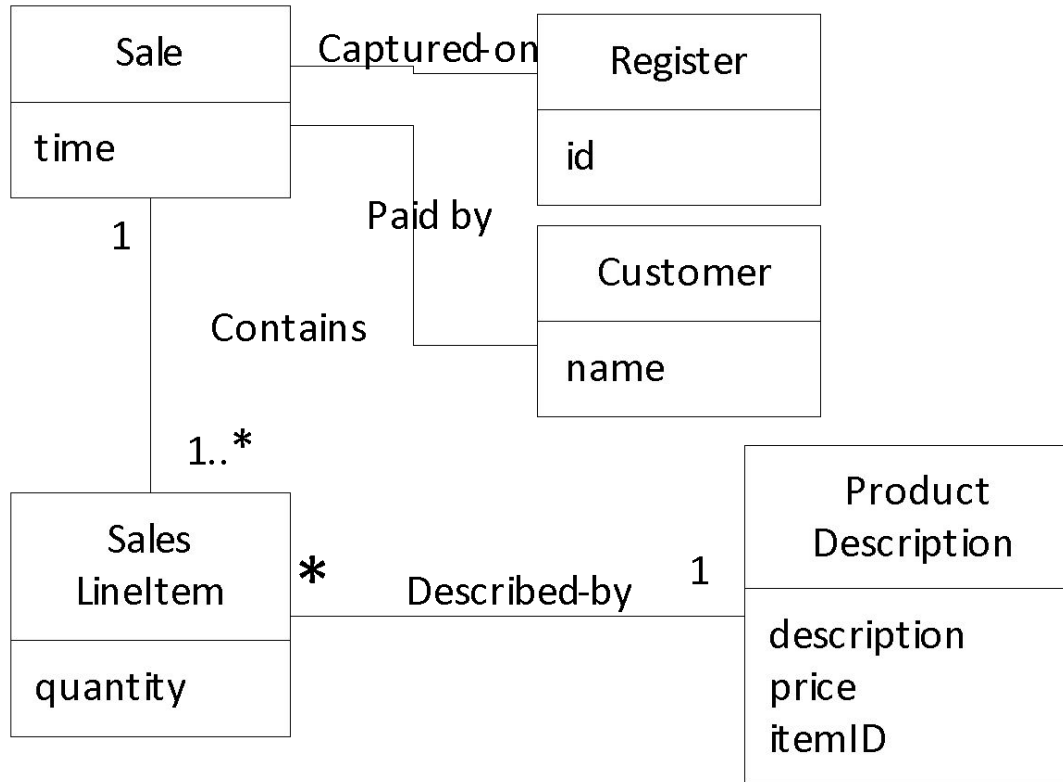 Sale
time
Captured-on
Register
id
Paid by
Customer
name
1
Contains
1..*
Sales
LineItem
quantity
*
Described-by
1
Product
Description
description
price
itemID